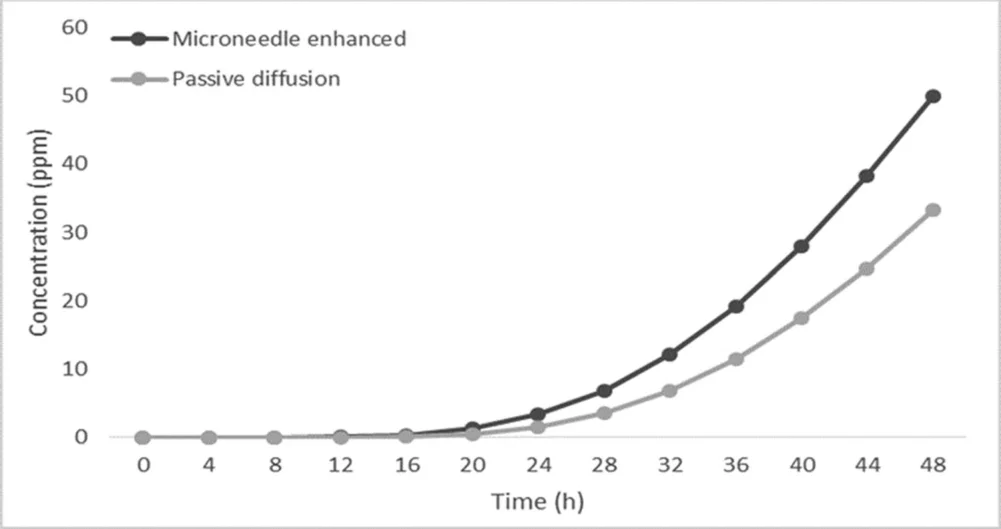 60
50
40
30
20
10
0
Concentration (ppm)
Microneedle enhanced
Passive diffusion
0 4 8 12 16 20 24 28 32 36 40 44 48
Time (h)